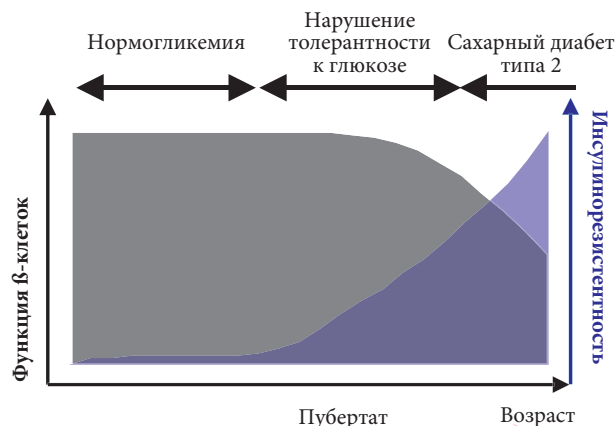 Нормогликемия
Нарушение
толерантности
к глюкозе
Сахарный диабет
типа 2
Функция ß-клеток
Инсулинорезистентность
Пубертат
Возраст